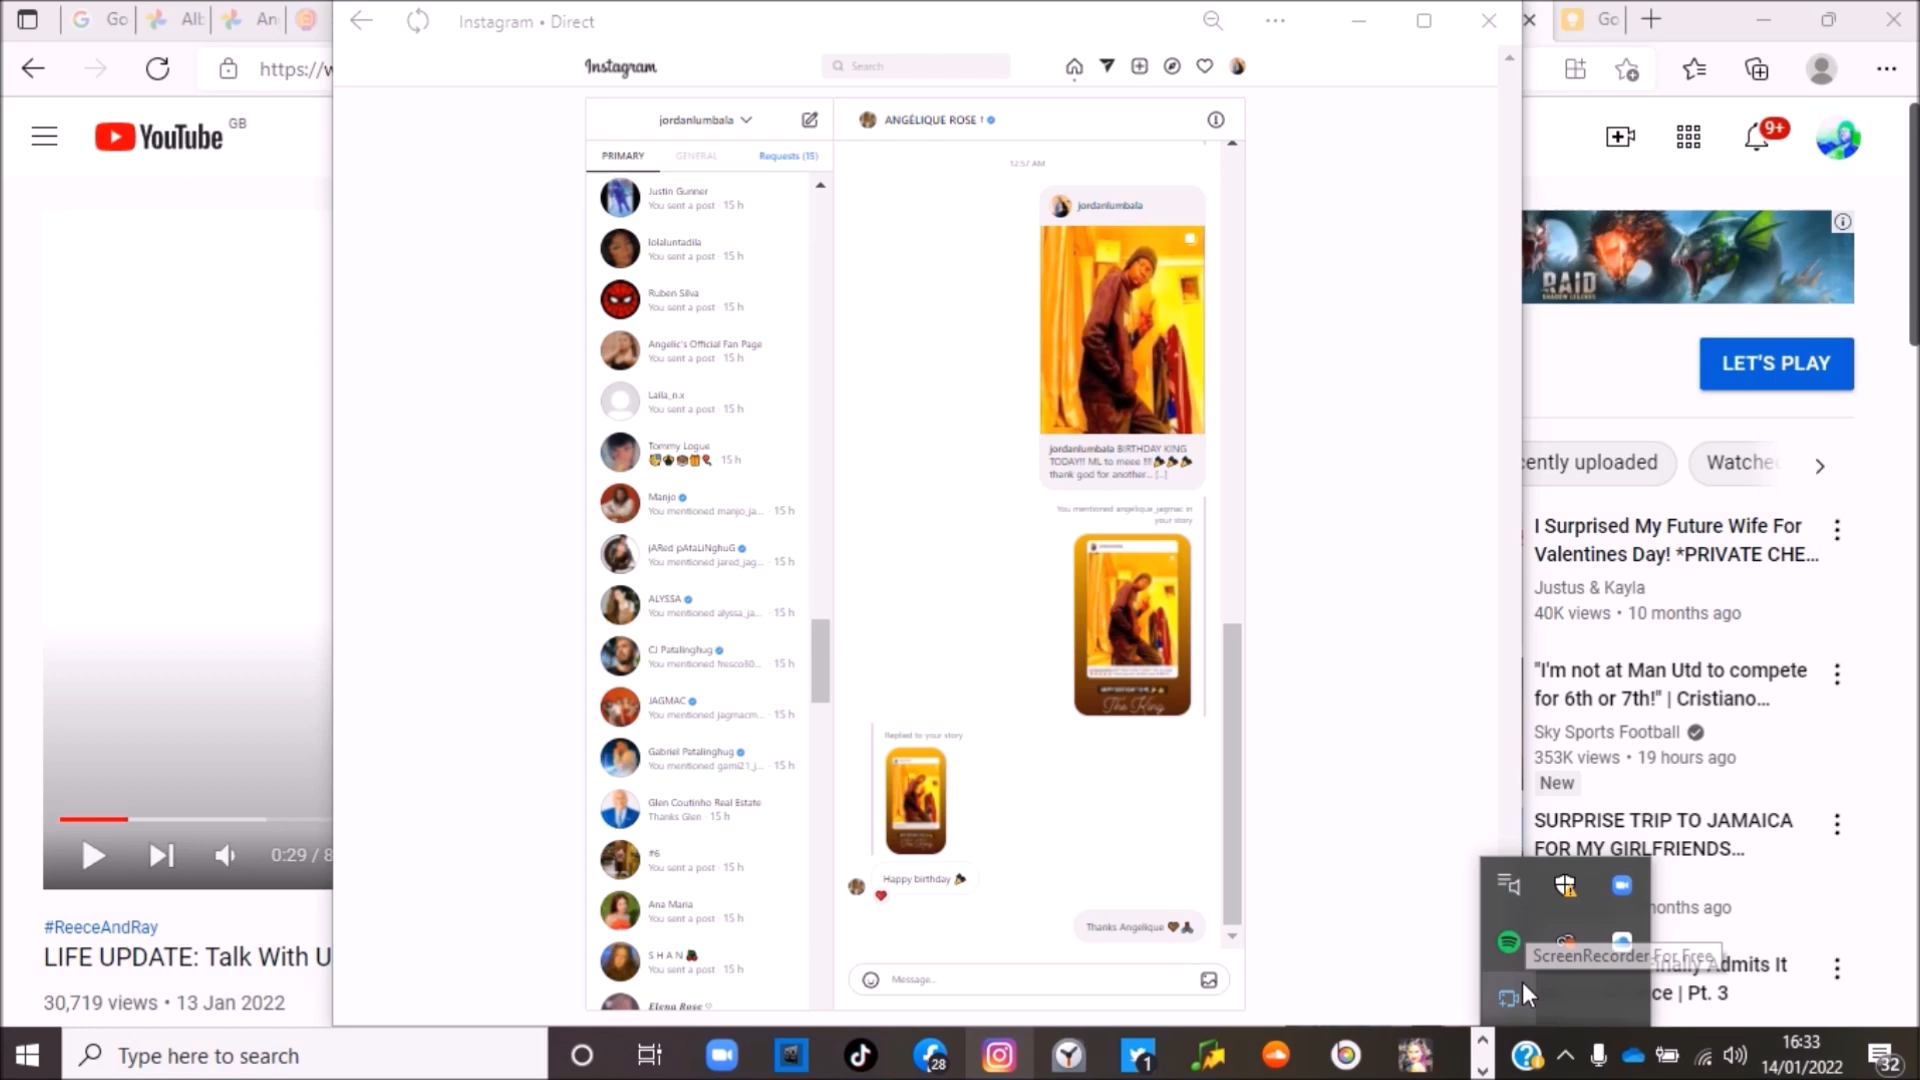 Go
Alb
An
Instagram • Direct
Go
https://w
Instagram
Search
YouTube GB
9+
jordanlumbala
PRIMARY
GENERAL
Requests (15)
Justin Gunner
You sent a post · 15 h
lolaluntadila
You sent a post · 15 h
Ruben Silva
You sent a post · 15 h
Angelic's Official Fan Page
You sent a post · 15 h
Laila_n.x
You sent a post · 15 h
Tommy Logue
15 h
Manjo
You mentioned manjo_ja... · 15 h
jARed pAtaLiNghuG
You mentioned jared_jag... · 15 h
ALYSSA
You mentioned alyssa_ja... · 15 h
CJ Patalinghug
You mentioned fresco80... · 15 h
JAGMAC
You mentioned jagmacm... · 15 h
Gabriel Patalinghug
You mentioned gami21_j... · 15 h
Glen Coutinho Real Estate
Thanks Glen · 15 h
#6
You sent a post · 15 h
Ana Maria
You sent a post · 15 h
S H A N
You sent a post · 15 h
Elena Rose
ANGÉLIQUE ROSE !
12:57 AM
jordanlumbala
jordanlumbala BIRTHDAY KING
TODAY!! ML to meee !!!!
thank god for another... [...]
You mentioned angelique_jagmac in
your story
The King
Replied to your story
Happy birthday
Thanks Angelique
Message...
RAID
SHADOW LEGENDS
LET'S PLAY
cently uploaded
Watche
I Surprised My Future Wife For
Valentines Day! *PRIVATE CHE...
Justus & Kayla
40K views • 10 months ago
"I'm not at Man Utd to compete
for 6th or 7th!" | Cristiano...
Sky Sports Football
353K views • 19 hours ago
New
SURPRISE TRIP TO JAMAICA
FOR MY GIRLFRIENDS...
onths ago
ScreenRecorder For Free
inally Admits It
ce | Pt. 3
0:29 / 8
#ReeceAndRay
LIFE UPDATE: Talk With U
30,719 views • 13 Jan 2022
Type here to search
28
1
16:33
14/01/2022
32